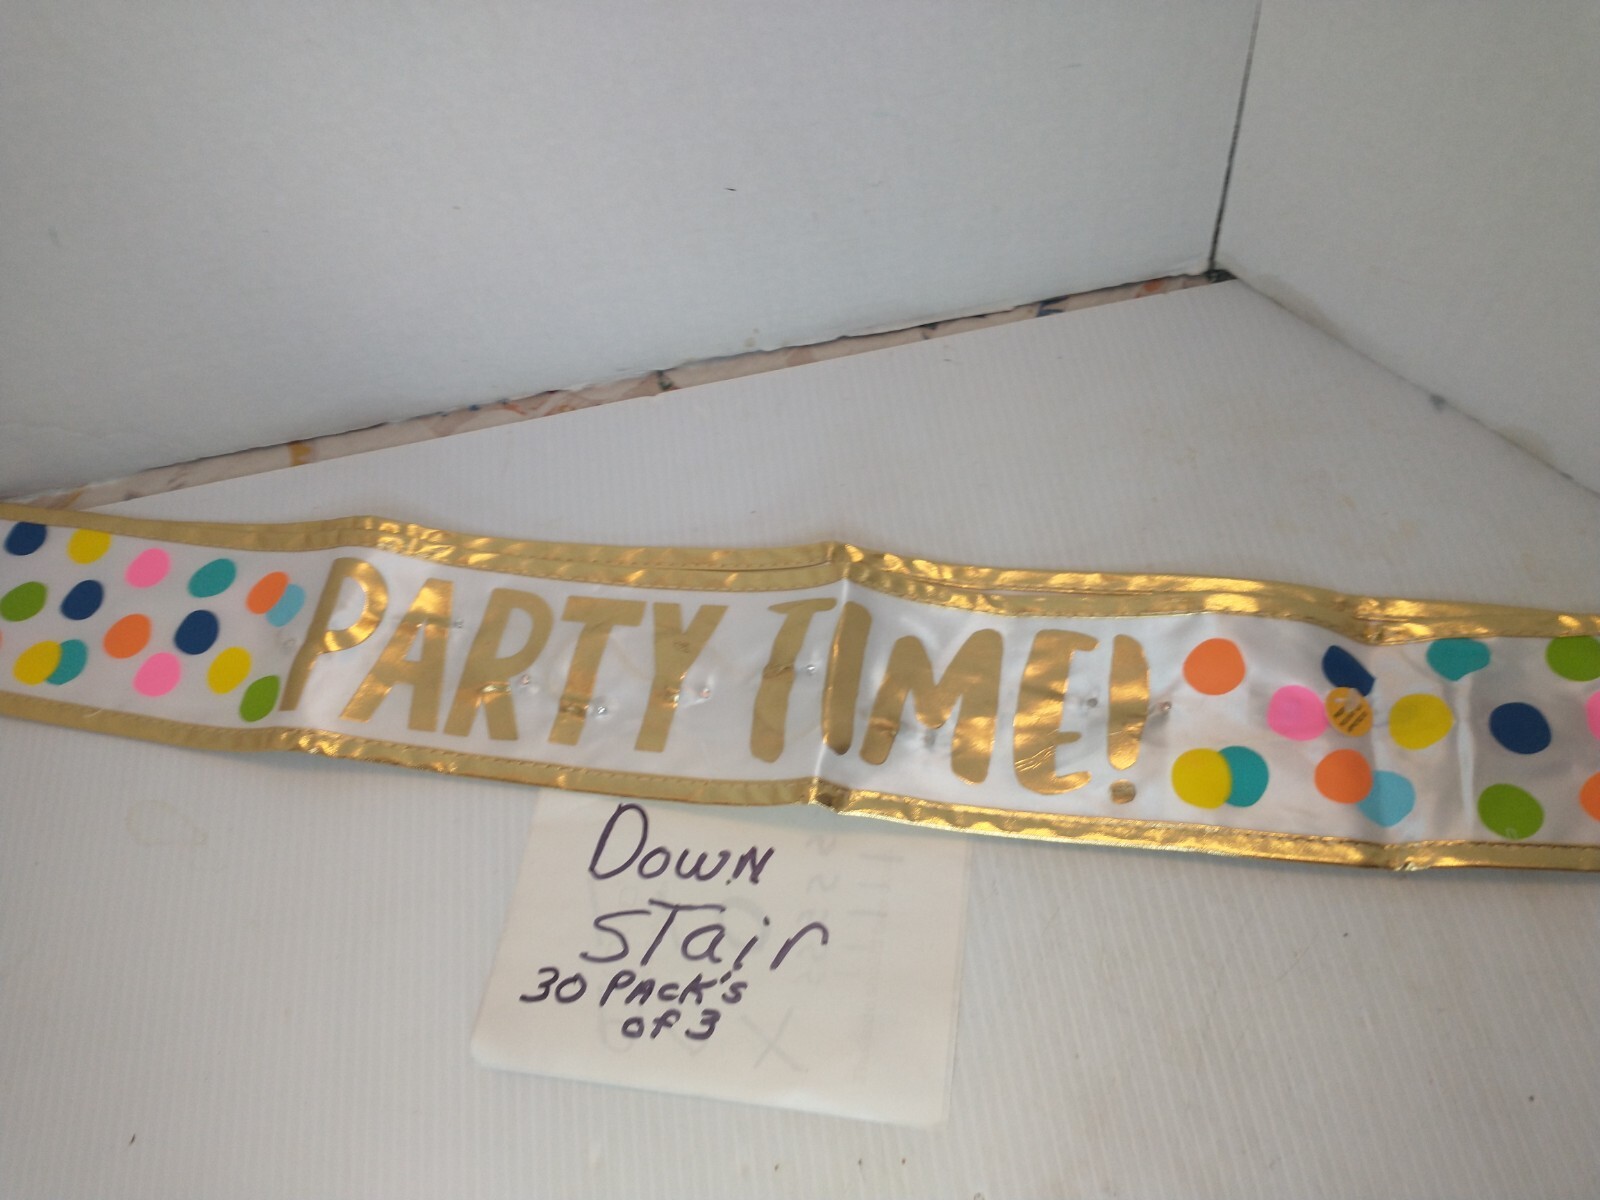 PARTY TIME!
Down
STair
30 PAcK's
of 3